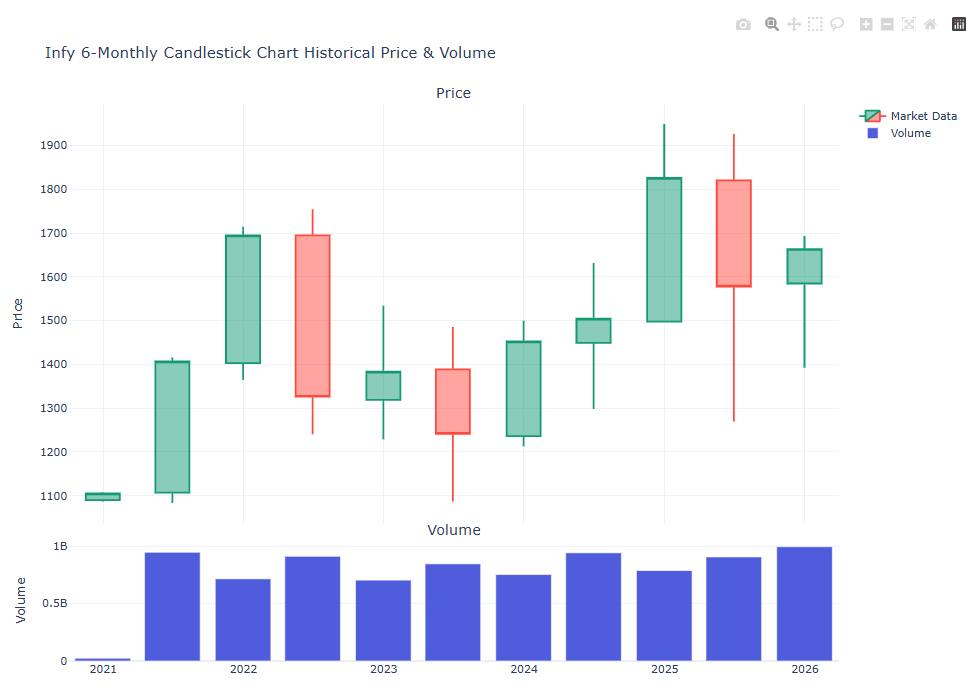 Infy 6-Monthly Candlestick Chart Historical Price & Volume
Price
Market Data
Volume
1900
1800
1700
1600
1500
1400
1300
1200
1100
Price
Volume
1B
0.5B
0
Volume
2021
2022
2023
2024
2025
2026